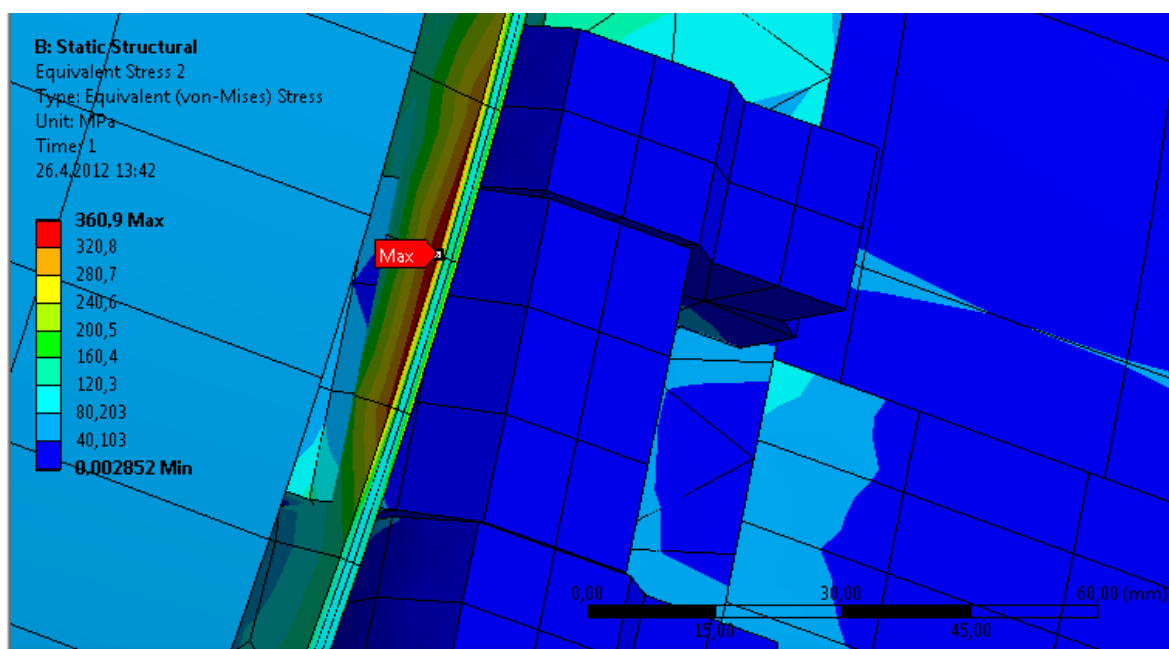 B: Static Structural
Equivalent Stress 2
Type: Equivalent (von-Mises) Stress
Unit: MPa
Time: 1
26.4.2012 13:42
360,9 Max
320,8
280,7
240,6
200,5
160,4
120,3
80,203
40,103
0,002852 Min
Max
0,00 30,00 60,00 (mm)
15,00 45,00